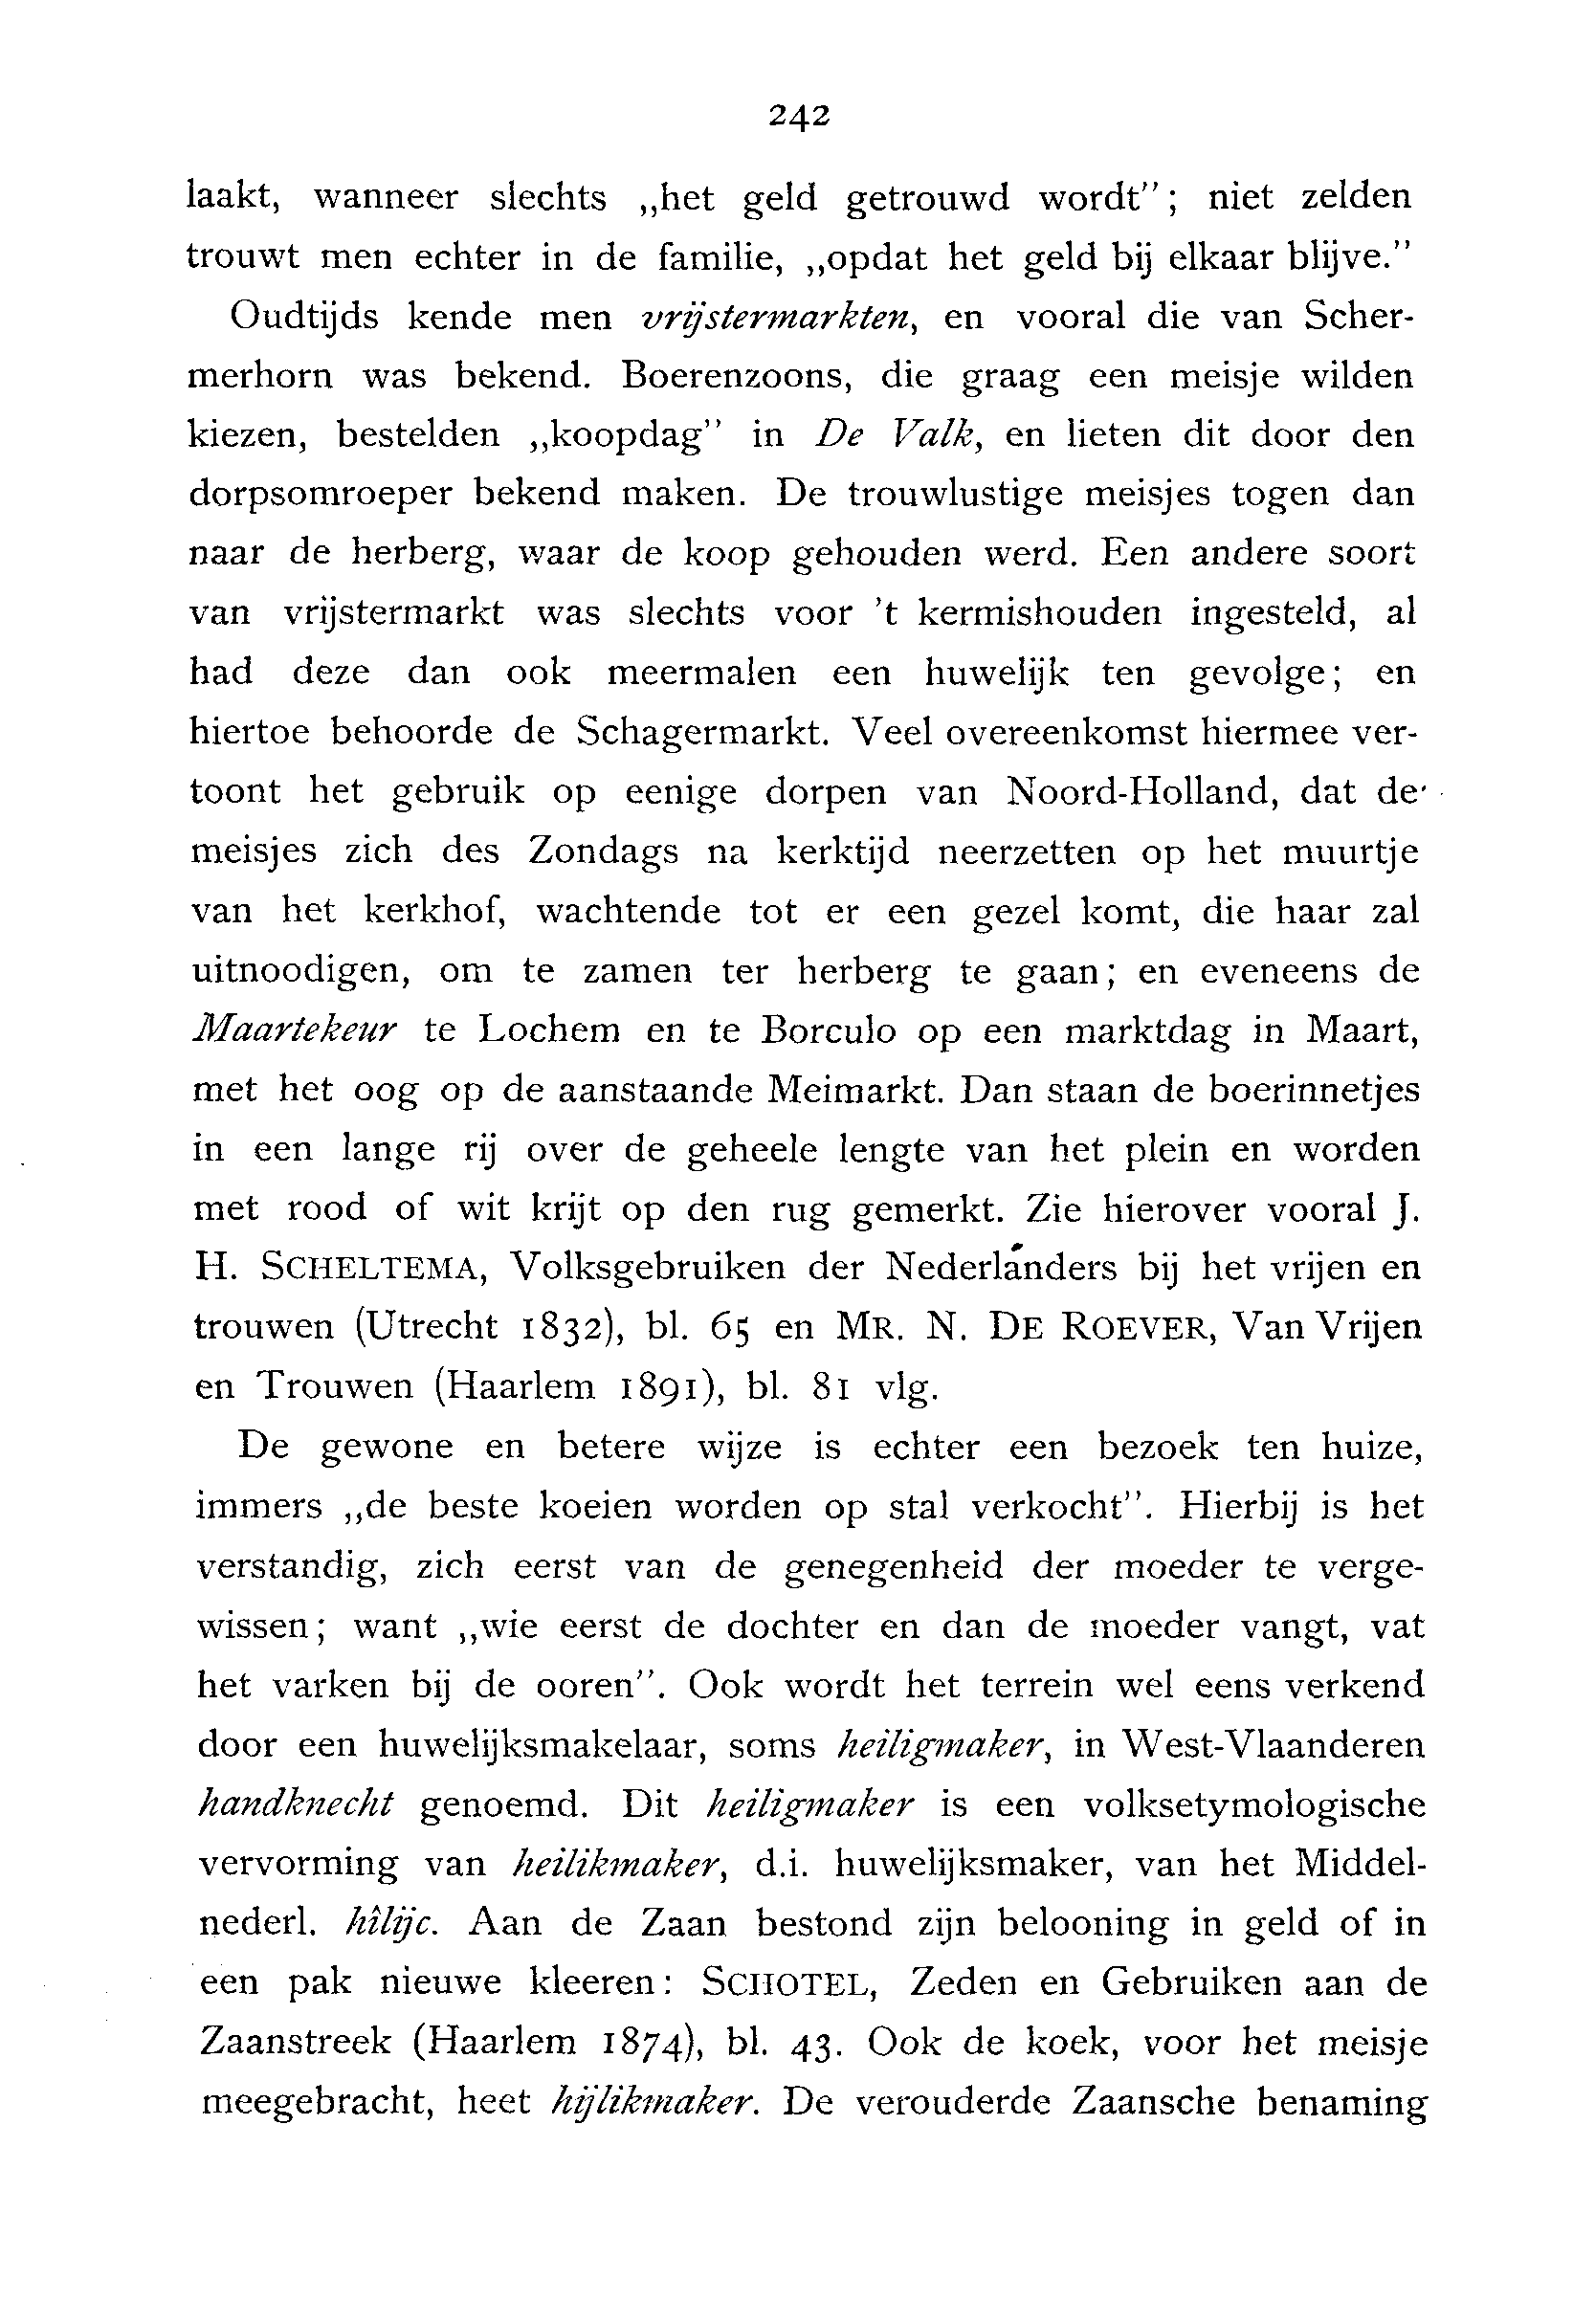 242
laakt, wanneer slechts „het geld getrouwd wordt”; niet zelden
trouwt men echter in de familie, „opdat het geld bij elkaar blijve.”
Oudtijds kende men vrijstermarkten, en vooral die van Scher-
merhorn was bekend. Boerenzoons, die graag een meisje wilden
kiezen, bestelden „koopdag” in De Valk, en lieten dit door den
dorpsomroeper bekend maken. De trouwlustige meisjes togen dan
naar de herberg, waar de koop gehouden werd. Een andere soort
van vrijstermarkt was slechts voor 't kermishouden ingesteld, al
had deze dan ook meermalen een huwelijk ten gevolge; en
hiertoe behoorde de Schagermarkt. Veel overeenkomst hiermee ver-
toont het gebruik op eenige dorpen van Noord-Holland, dat de
meisjes zich des Zondags na kerktijd neerzetten op het muurtje
van het kerkhof, wachtende tot er een gezel komt, die haar zal
uitnoodigen, om te zamen ter herberg te gaan; en eveneens de
Maartekeur te Lochem en te Borculo op een marktdag in Maart,
met het oog op de aanstaande Meimarkt. Dan staan de boerinnetjes
in een lange rij over de geheele lengte van het plein en worden
met rood of wit krijt op den rug gemerkt. Zie hierover vooral J.
H. SCHELTEMA, Volksgebruiken der Nederlanders bij het vrijen en
trouwen (Utrecht 1832), bl. 65 en MR. N. DE ROEVER, Van Vrijen
en Trouwen (Haarlem 1891), bl. 81 vlg.
De gewone en betere wijze is echter een bezoek ten huize,
immers „de beste koeien worden op stal verkocht”. Hierbij is het
verstandig, zich eerst van de genegenheid der moeder te verge-
wissen; want „wie eerst de dochter en dan de moeder vangt, vat
het varken bij de ooren”. Ook wordt het terrein wel eens verkend
door een huwelijksmakelaar, soms heiligmaker, in West-Vlaanderen
handknecht genoemd. Dit heiligmaker is een volksetymologische
vervorming van heilikmaker, d.i. huwelijksmaker, van het Middel-
nederl. hîlijc. Aan de Zaan bestond zijn belooning in geld of in
een pak nieuwe kleeren: SCHOTEL, Zeden en Gebruiken aan de
Zaanstreek (Haarlem 1874), bl. 43. Ook de koek, voor het meisje
meegebracht, heet hijlikmaker. De verouderde Zaansche benaming